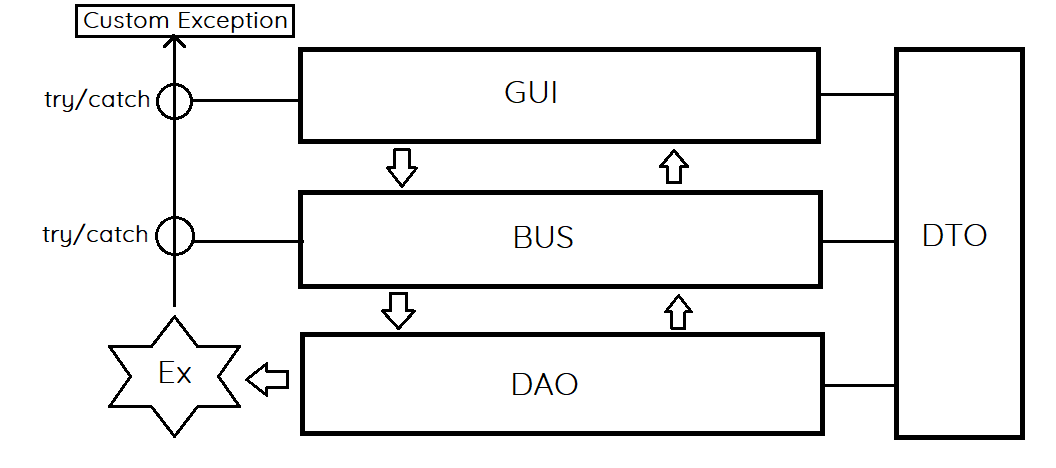 Custom Exception
try/catch
GUI
try/catch
BUS
DTO
Ex
DAO